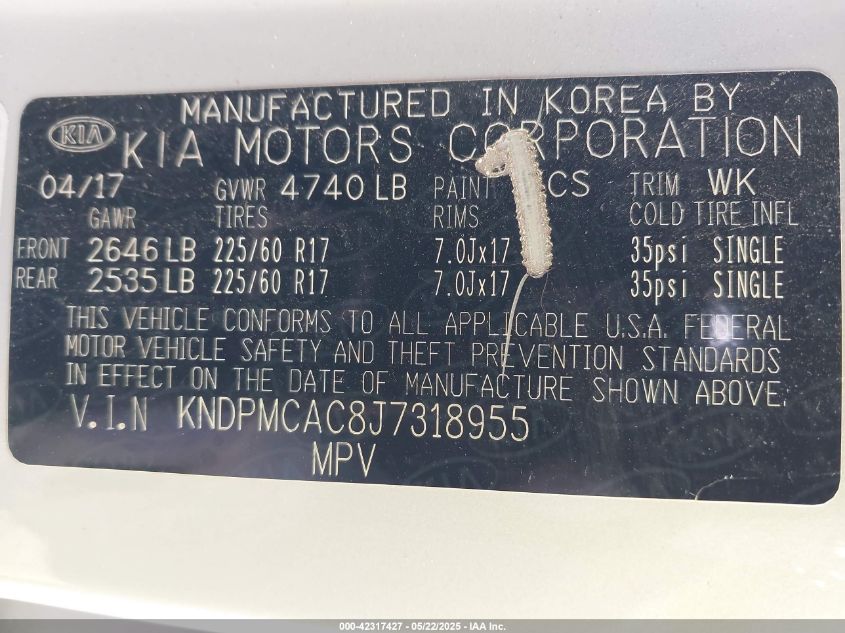 MANUFACTURED IN KOREA BY
KIA KIA MOTORS CORPORATION
04/17 GVWR 4740 LB PAINT CS TRIM WK
GAWR TIRES RIMS COLD TIRE INFL
FRONT 2646 LB 225/60 R17 7.0Jx17 35psi SINGLE
REAR 2535 LB 225/60 R17 7.0Jx17 35psi SINGLE
THIS VEHICLE CONFORMS TO ALL APPLICABLE U.S.A. FEDERAL
MOTOR VEHICLE SAFETY AND THEFT PREVENTION STANDARDS
IN EFFECT ON THE DATE OF MANUFACTURE SHOWN ABOVE.
V.I.N KNDPMCAC8J7318955
MPV
000-42317427 - 05/22/2025 - IAA Inc.